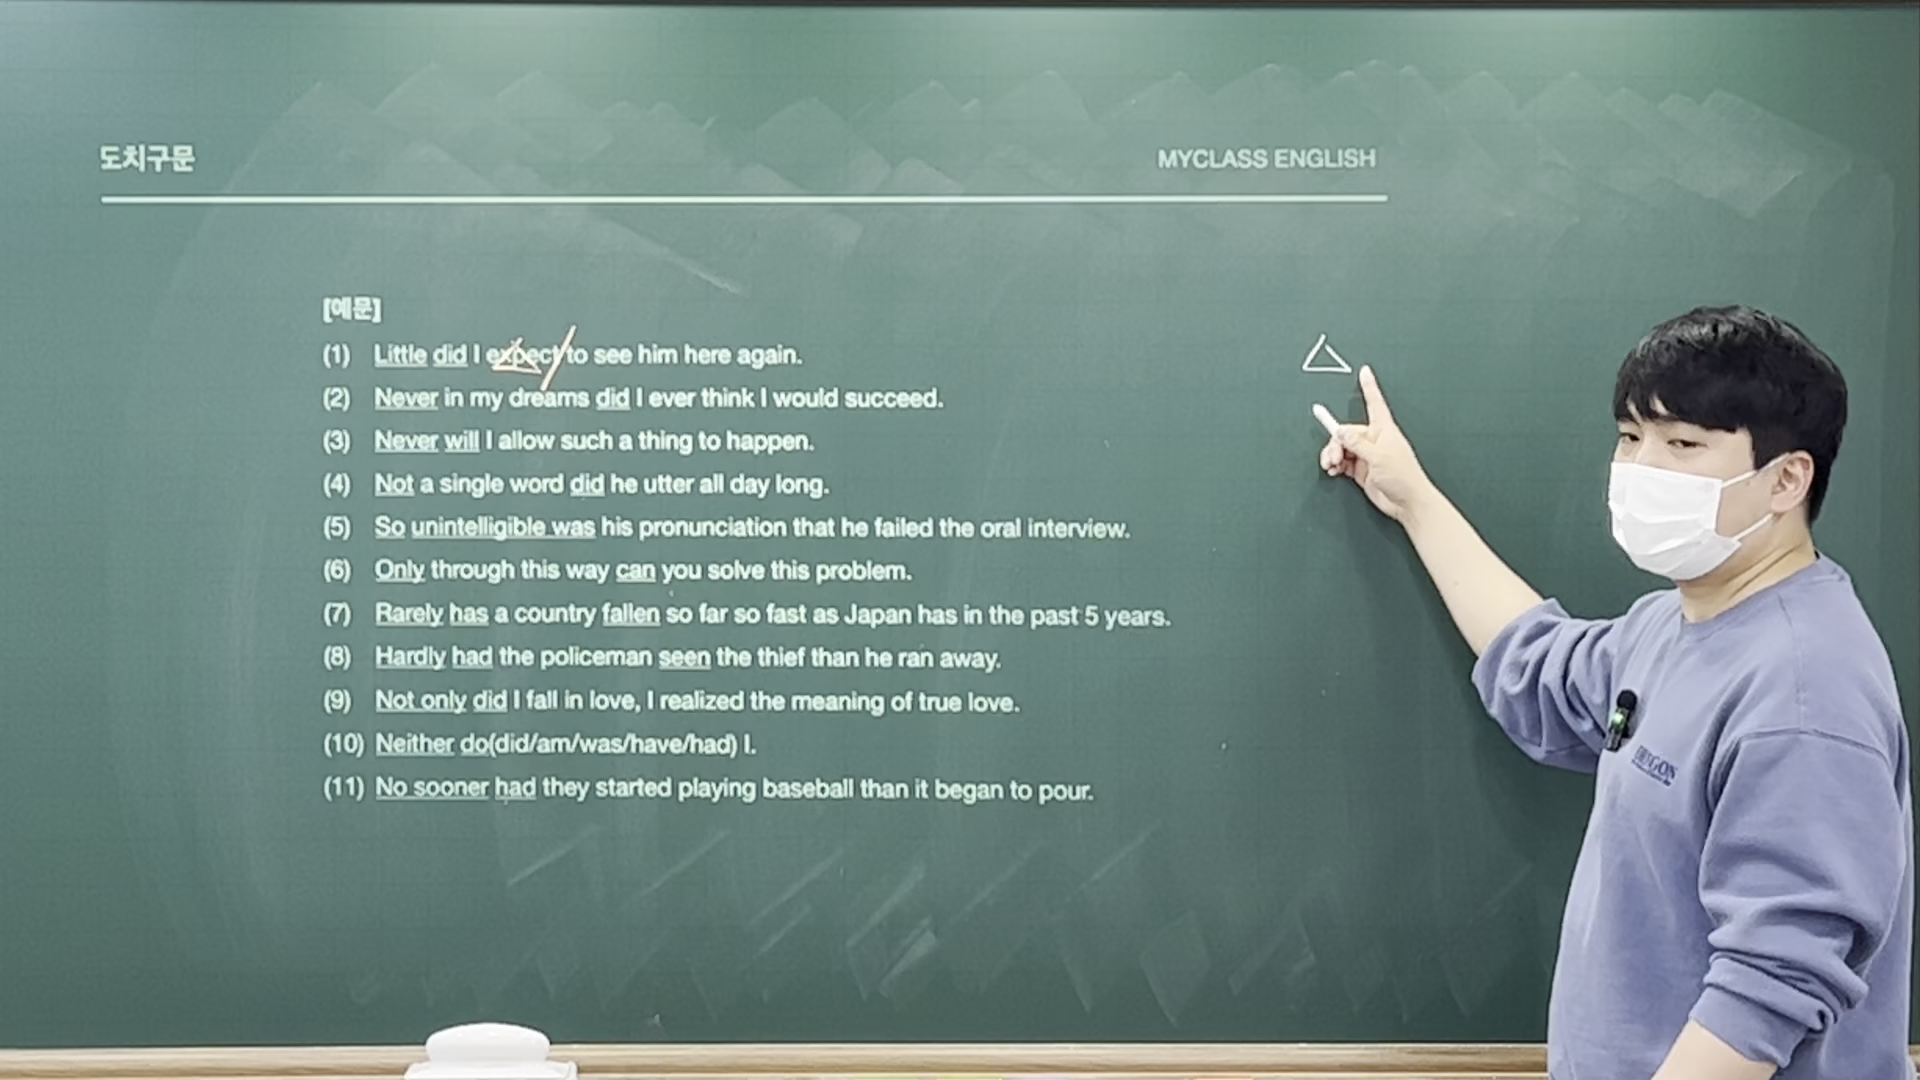 도치구문
MYCLASS ENGLISH
[예문]
(1) Little did I expect to see him here again.
(2) Never in my dreams did I ever think I would succeed.
(3) Never will I allow such a thing to happen.
(4) Not a single word did he utter all day long.
(5) So unintelligible was his pronunciation that he failed the oral interview.
(6) Only through this way can you solve this problem.
(7) Rarely has a country fallen so far so fast as Japan has in the past 5 years.
(8) Hardly had the policeman seen the thief than he ran away.
(9) Not only did I fall in love, I realized the meaning of true love.
(10) Neither do(did/am/was/have/had) I.
(11) No sooner had they started playing baseball than it began to pour.